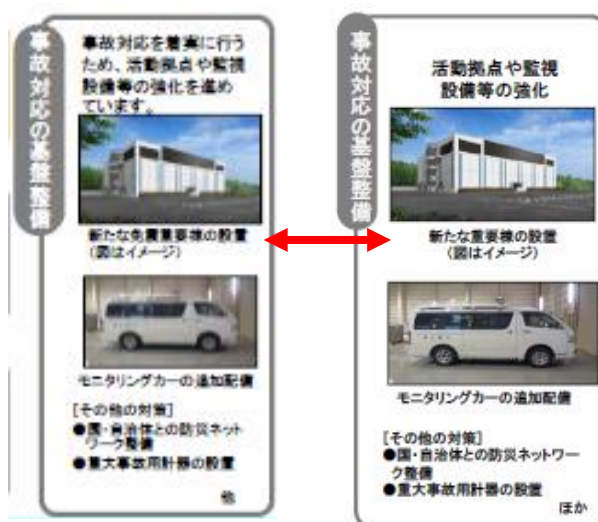 事故対応の基盤整備
事故対応を着実に行う
ため、活動拠点や監視
設備等の強化を進め
ています。
新たな免震重要棟の設置
(図はイメージ)
モニタリングカーの追加配備
[その他の対策]
●国・自治体との防災ネット
ワーク整備
●重大事故用計器の設置
他
事故対応の基盤整備
活動拠点や監視
設備等の強化
新たな重要棟の設置
(図はイメージ)
モニタリングカーの追加配備
[その他の対策]
●国・自治体との防災ネットワー
ク整備
●重大事故用計器の設置
ほか